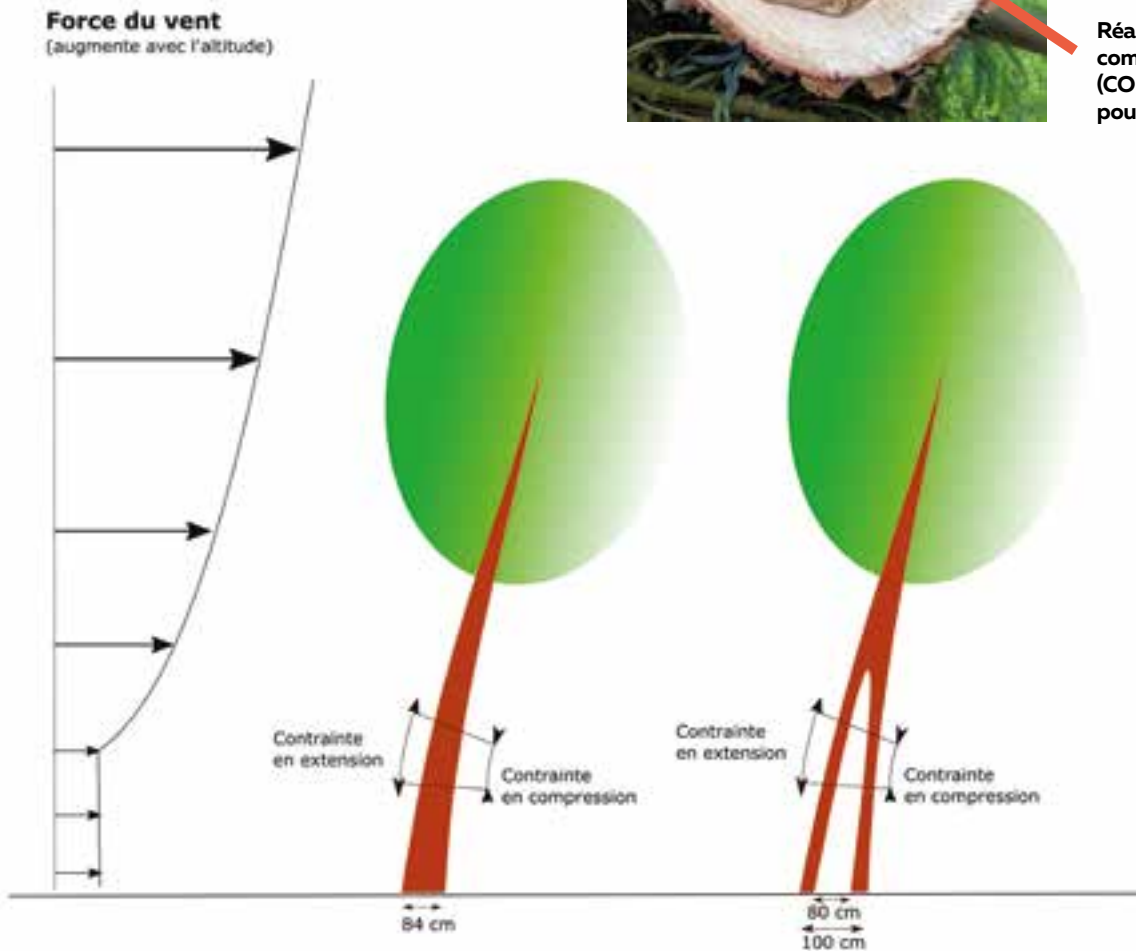 Force du vent
(augmente avec l'altitude)
Réa
com
(CO
pou
Contrainte
en extension
Contrainte
en compression
Contrainte
en extension
Contrainte
en compression
84 cm
80 cm
100 cm